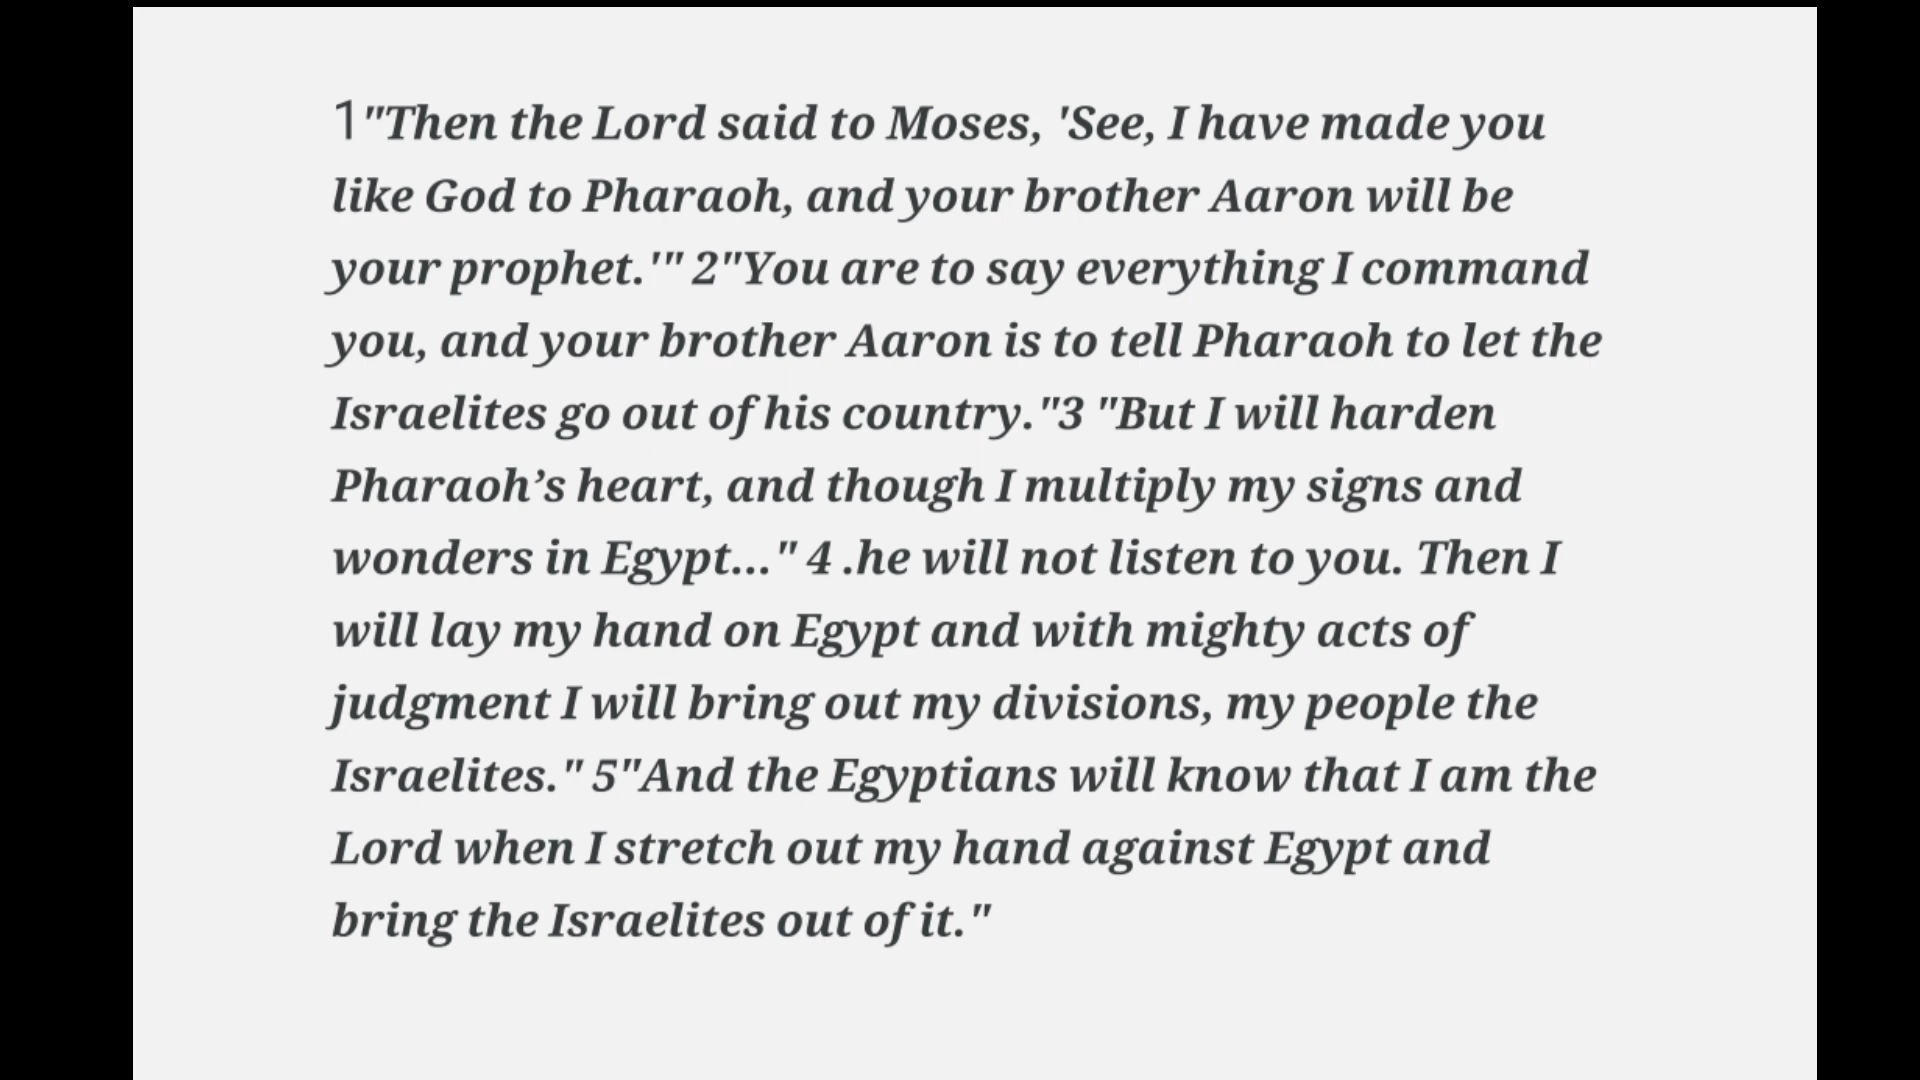 1"Then the Lord said to Moses, 'See, I have made you
like God to Pharaoh, and your brother Aaron will be
your prophet.'" 2"You are to say everything I command
you, and your brother Aaron is to tell Pharaoh to let the
Israelites go out of his country."3 "But I will harden
Pharaoh’s heart, and though I multiply my signs and
wonders in Egypt..." 4 .he will not listen to you. Then I
will lay my hand on Egypt and with mighty acts of
judgment I will bring out my divisions, my people the
Israelites." 5"And the Egyptians will know that I am the
Lord when I stretch out my hand against Egypt and
bring the Israelites out of it."